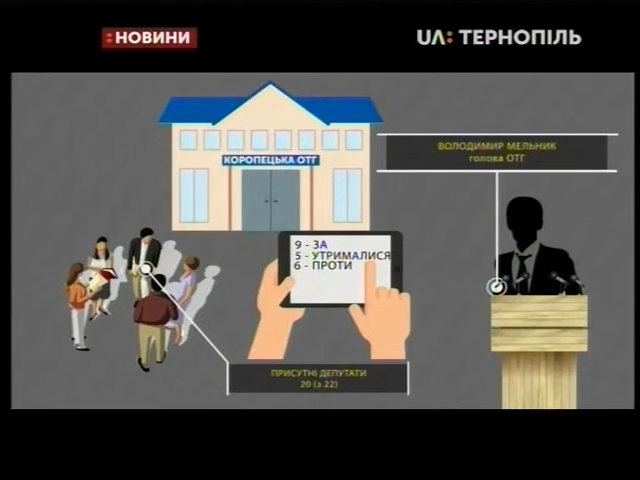 :НОВИНИ
UA: ТЕРНОПІЛЬ
КОРОПЕЦЬКА ОТГ
ВОЛОДИМИР МЕЛЬНИК
голова ОТГ
9 - ЗА
5 - УТРИМАЛИСЯ
6 - ПРОТИ
ПРИСУТНІ ДЕПУТАТИ
20 (з 22)